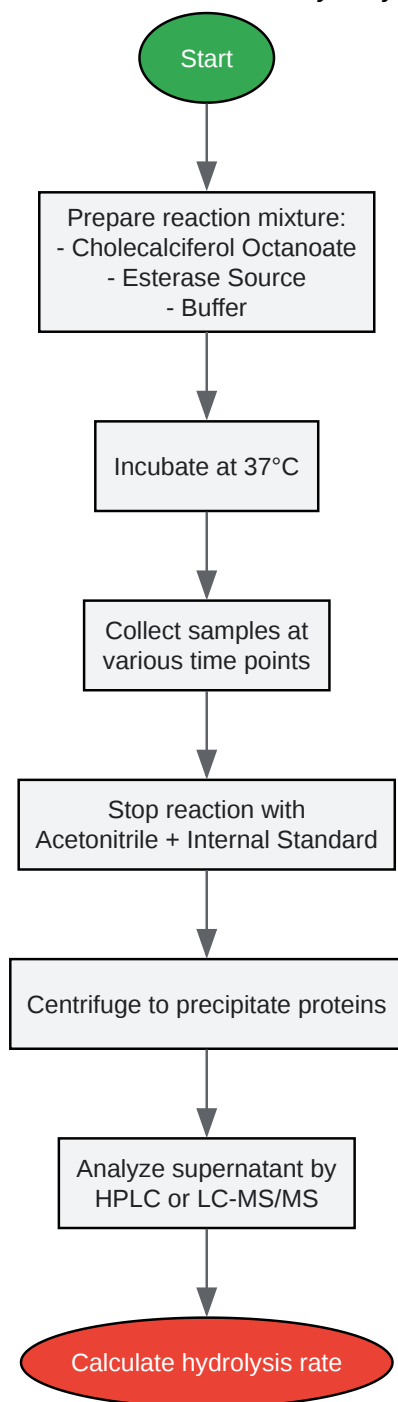 Start
Prepare reaction mixture:
- Cholecalciferol Octanoate
- Esterase Source
- Buffer
Incubate at 37°C
Collect samples at
various time points
Stop reaction with
Acetonitrile + Internal Standard
Centrifuge to precipitate proteins
Analyze supernatant by
HPLC or LC-MS/MS
Calculate hydrolysis rate